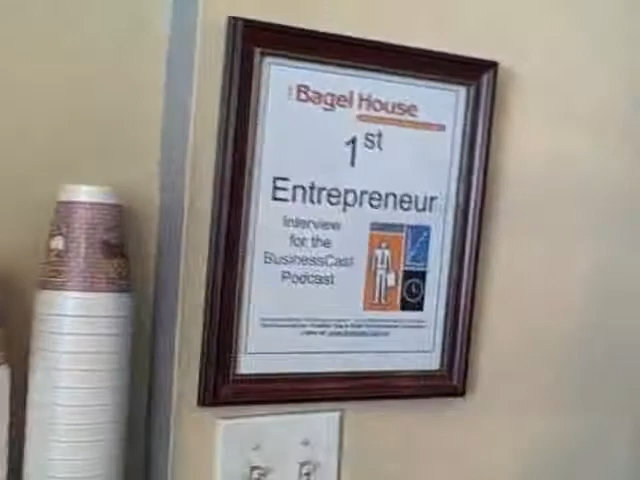 Bagel House
1st
Entrepreneur
Interview
for the
BusinessCast
Podcast